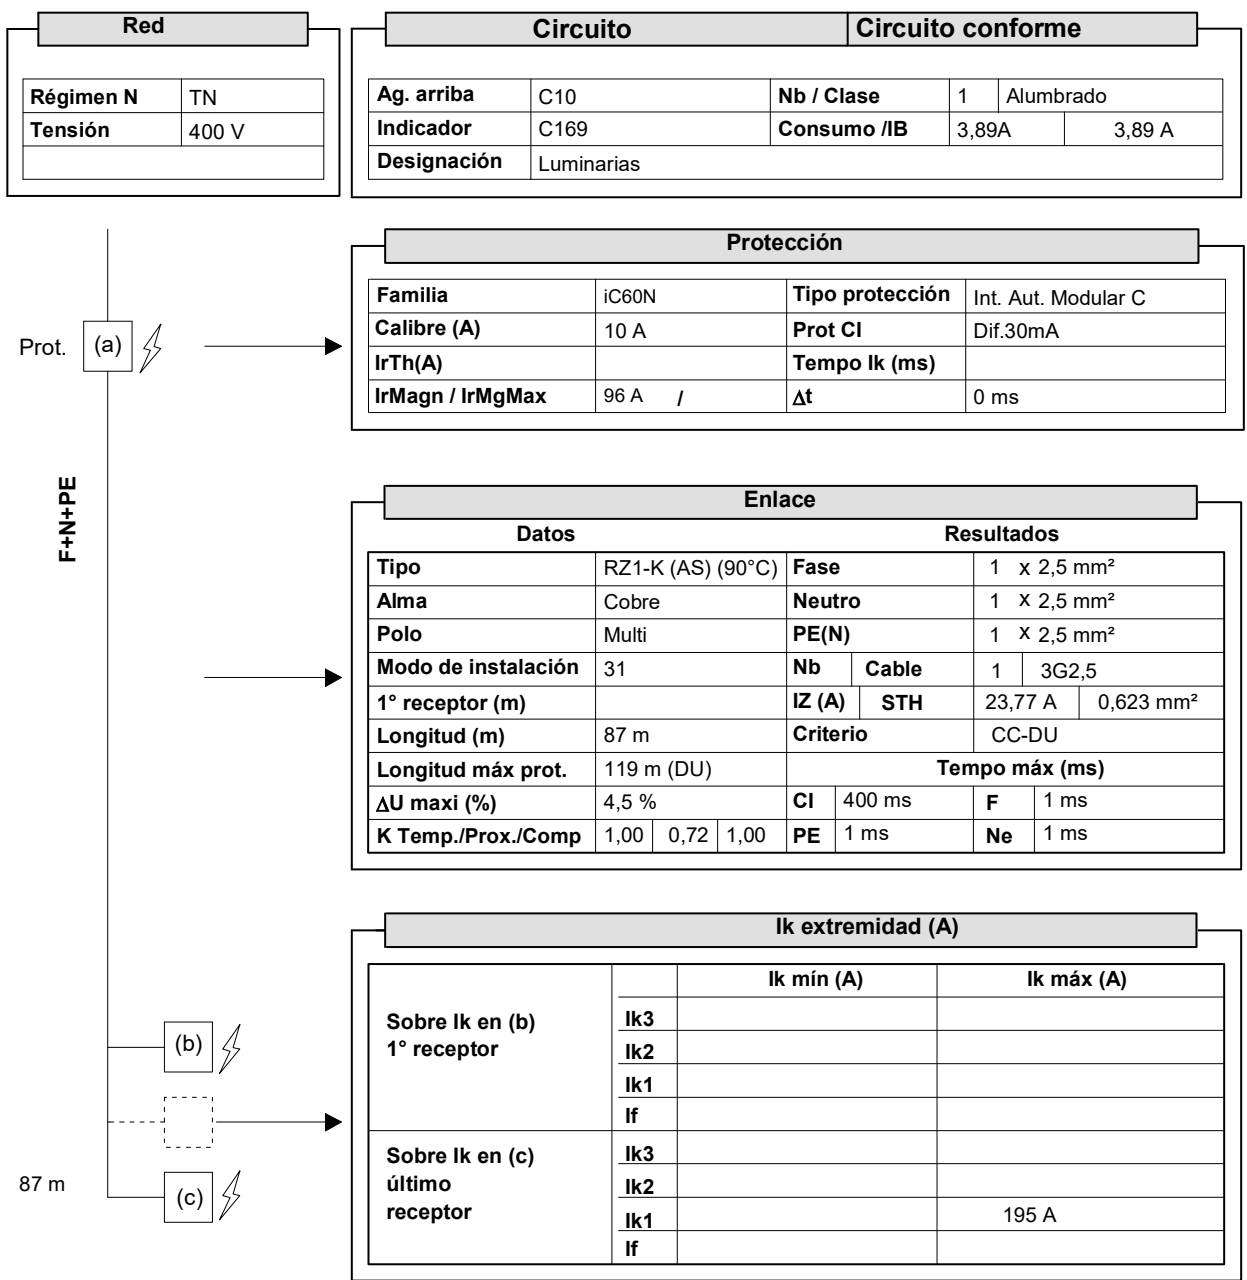 Red
Régimen N TN
Tensión 400 V
Circuito Circuito conforme
Ag. arriba C10 Nb / Clase 1 Alumbrado
Indicador C169 Consumo /IB 3,89A 3,89 A
Designación Luminarias
Protección
Familia iC60N Tipo protección Int. Aut. Modular C
Calibre (A) 10 A Prot CI Dif.30mA
IrTh(A) Tempo Ik (ms)
IrMagn / IrMgMax 96 A / Δt 0 ms
Prot. (a)
F+N+PE
Enlace
Datos Resultados
Tipo RZ1-K (AS) (90°C) Fase 1 x 2,5 mm²
Alma Cobre Neutro 1 x 2,5 mm²
Polo Multi PE(N) 1 x 2,5 mm²
Modo de instalación 31 Nb Cable 1 3G2,5
1° receptor (m) IZ (A) STH 23,77 A 0,623 mm²
Longitud (m) 87 m Criterio CC-DU
Longitud máx prot. 119 m (DU) Tempo máx (ms)
ΔU maxi (%) 4,5 % CI 400 ms F 1 ms
K Temp./Prox./Comp 1,00 0,72 1,00 PE 1 ms Ne 1 ms
Ik extremidad (A)
Ik mín (A) Ik máx (A)
Sobre Ik en (b)
1° receptor
Ik3
Ik2
Ik1
If
Sobre Ik en (c)
último
receptor
Ik3
Ik2
Ik1 195 A
If
(b)
87 m (c)